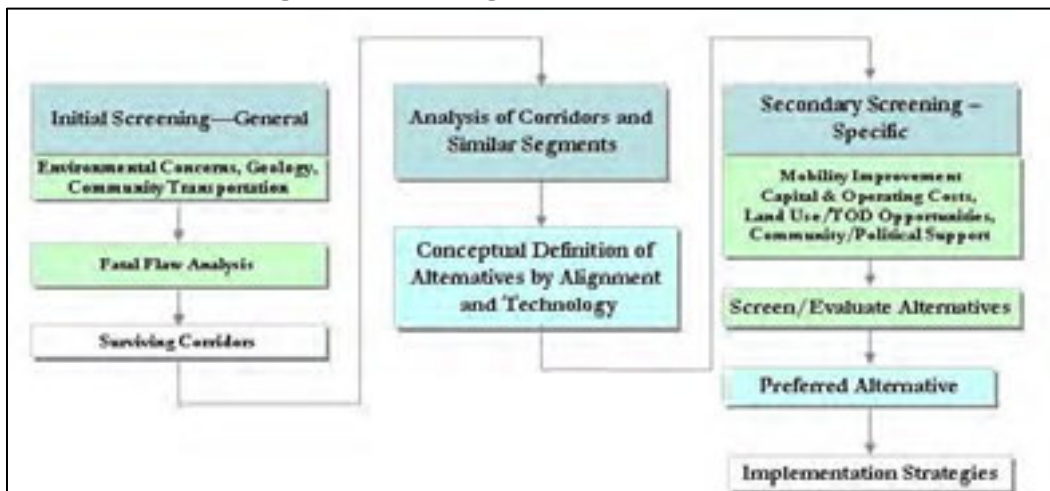 Initial Screening—General
Environmental Concerns, Geology,
Community Transportation
Fatal Flaw Analysis
Surviving Corridors
Analysis of Corridors and
Similar Segments
Conceptual Definition of
Alternatives by Alignment
and Technology
Secondary Screening –
Specific
Mobility Improvement
Capital & Operating Costs,
Land Use/TOD Opportunities,
Community/Political Support
Screen/Evaluate Alternatives
Preferred Alternative
Implementation Strategies